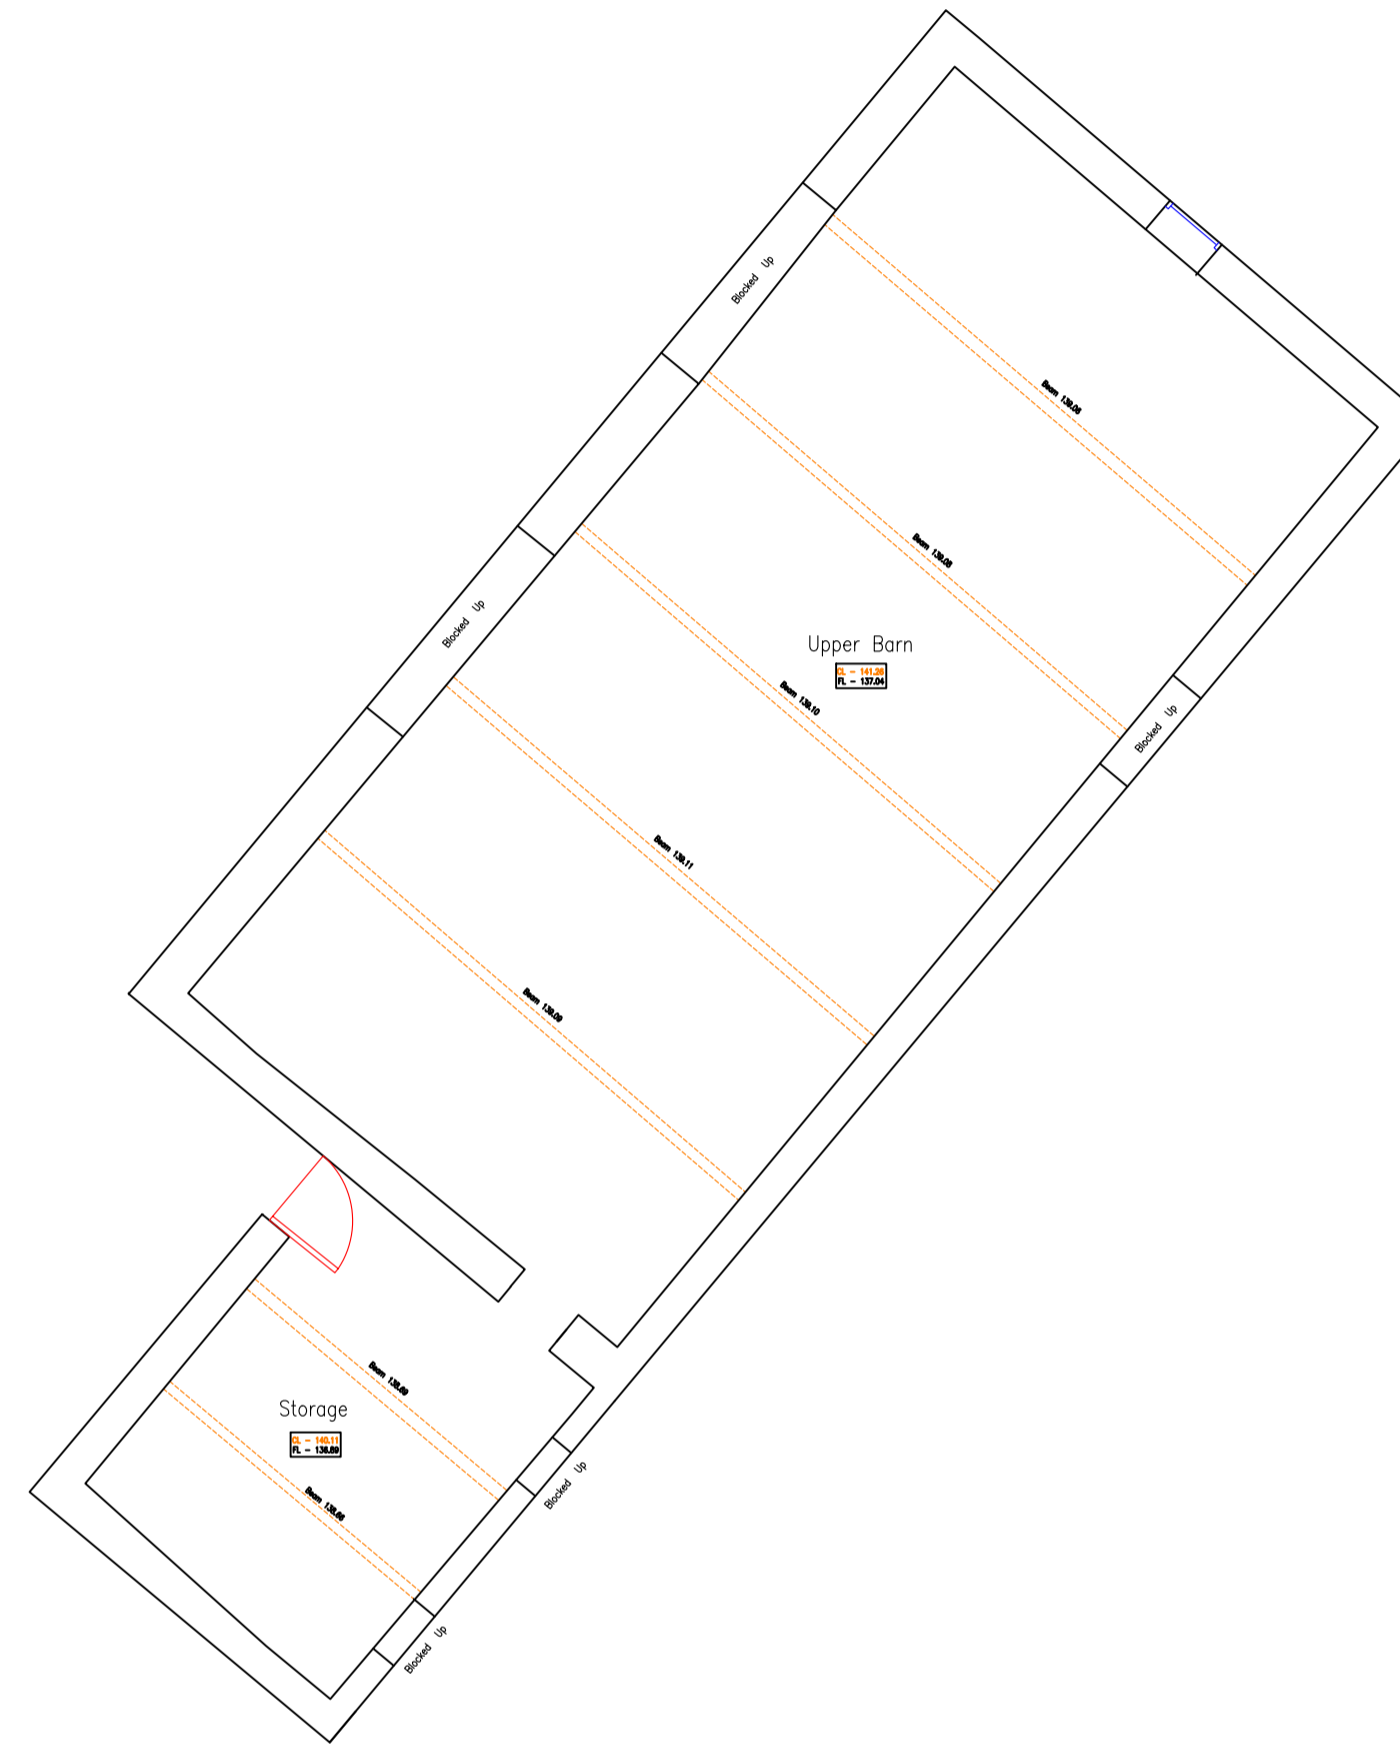 Blocked Up
Beam 139.06
Beam 139.08
Blocked Up
Upper Barn
CL - 141.26
FL - 137.04
Beam 139.10
Blocked Up
Beam 139.11
Beam 139.09
Beam 138.69
Storage
CL - 140.11
FL - 136.89
Blocked Up
Beam 138.66
Blocked Up